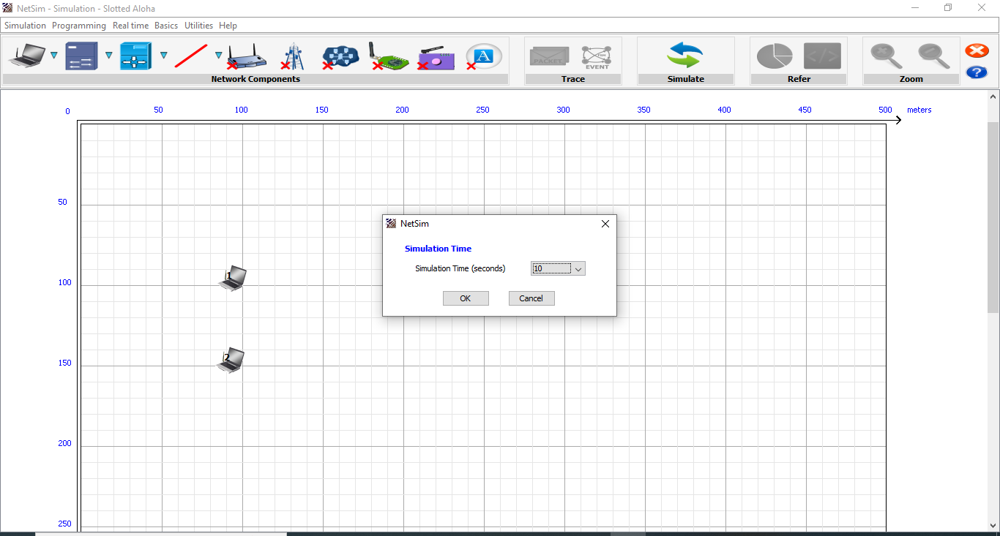 NetSim - Simulation - Slotted Aloha
Simulation Programming Real time Basics Utilities Help
A
PACKET
EVENT
</>
?
Network Components Trace Simulate Refer Zoom
0 50 100 150 200 250 300 350 400 450 500 meters
50
NetSim
Simulation Time
Simulation Time (seconds) 10
1
100
OK Cancel
2
150
200
250